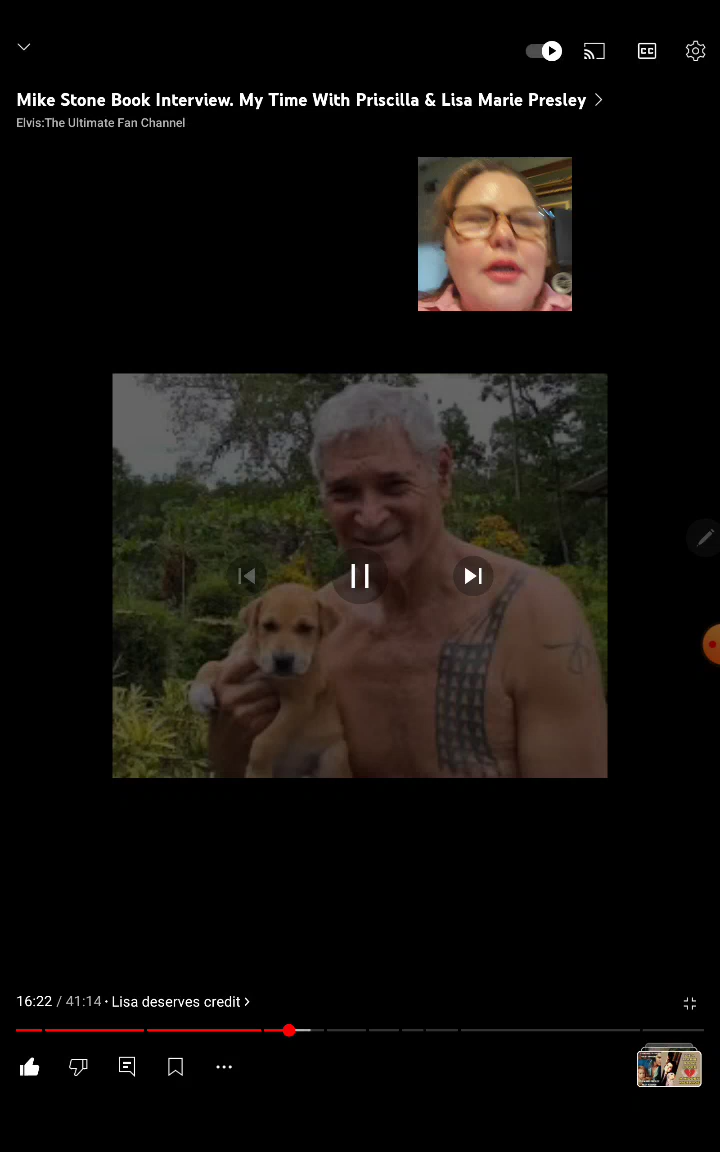 Mike Stone Book Interview. My Time With Priscilla & Lisa Marie Presley
Elvis:The Ultimate Fan Channel
CC
16:22 / 41:14 · Lisa deserves credit